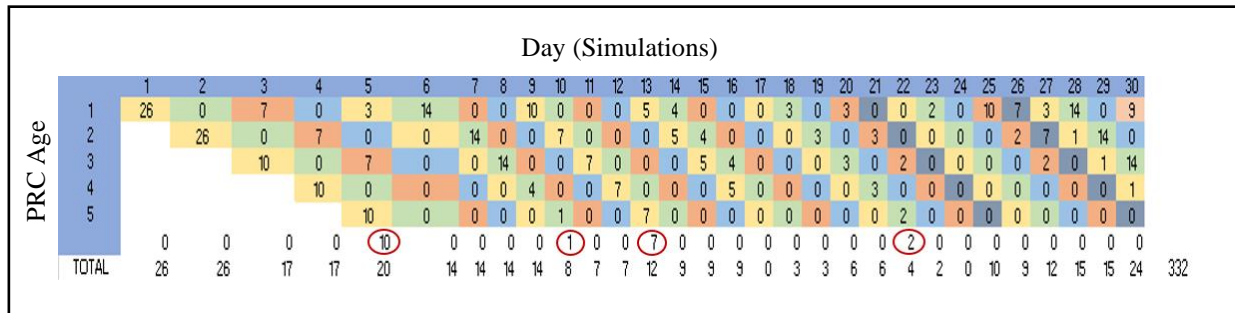 Day (Simulations)
1 2 3 4 5 6 7 8 9 10 11 12 13 14 15 16 17 18 19 20 21 22 23 24 25 26 27 28 29 30
PRC Age
1 26 0 7 0 3 14 0 0 10 0 0 0 5 4 0 0 0 3 0 3 0 0 2 0 10 7 3 14 0 9
2 26 0 7 0 0 14 0 0 7 0 0 0 5 4 0 0 0 3 0 3 0 0 0 0 2 7 1 14 0
3 10 0 7 0 0 14 0 0 7 0 0 0 5 4 0 0 0 3 0 2 0 0 0 0 2 0 1 14
4 10 0 0 0 0 4 0 0 7 0 0 0 5 0 0 0 0 3 0 0 0 0 0 0 0 0 1
5 10 0 0 0 0 1 0 0 7 0 0 0 0 0 0 0 0 2 0 0 0 0 0 0 0 0
0 0 0 0 10 0 0 0 0 1 0 0 7 0 0 0 0 0 0 0 0 2 0 0 0 0 0 0 0 0
TOTAL 26 26 17 17 20 14 14 14 14 8 7 7 12 9 9 9 0 3 3 6 6 4 2 0 10 9 12 15 15 24 332